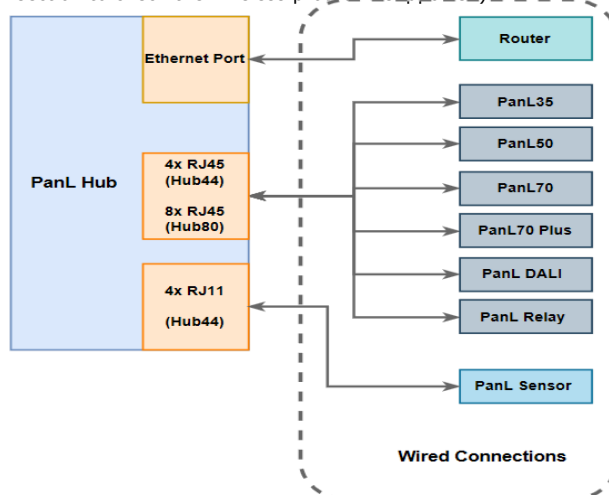 Ethernet Port
Router
PanL Hub
4x RJ45
(Hub44)
8x RJ45
(Hub80)
4x RJ11
(Hub44)
PanL35
PanL50
PanL70
PanL70 Plus
PanL DALI
PanL Relay
PanL Sensor
Wired Connections